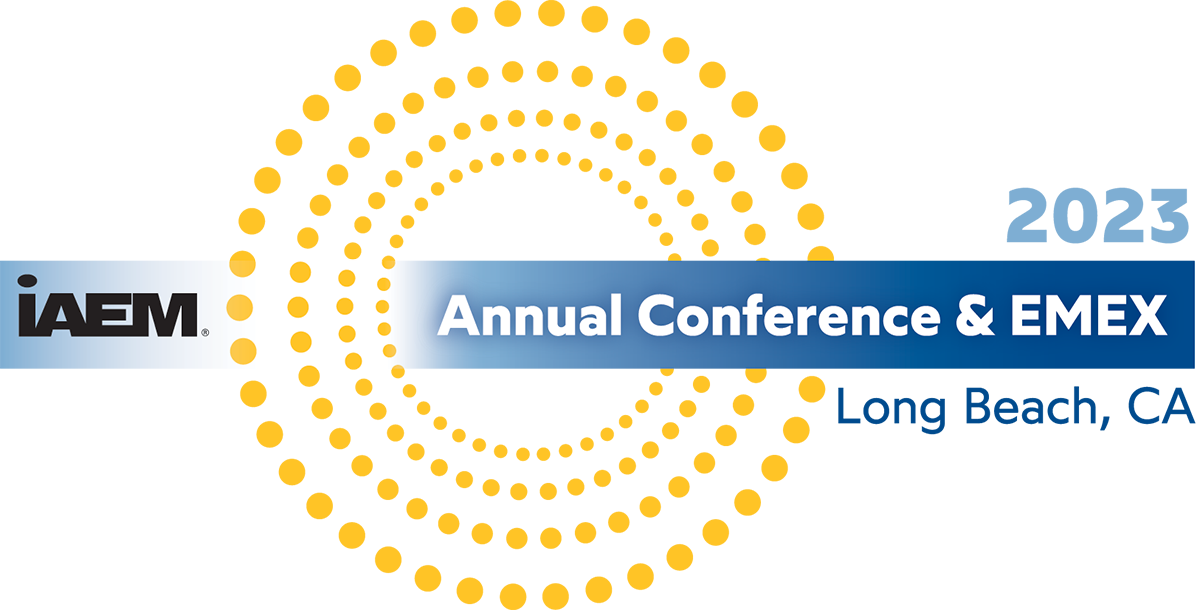 2023
iAEM®
Annual Conference & EMEX
Long Beach, CA